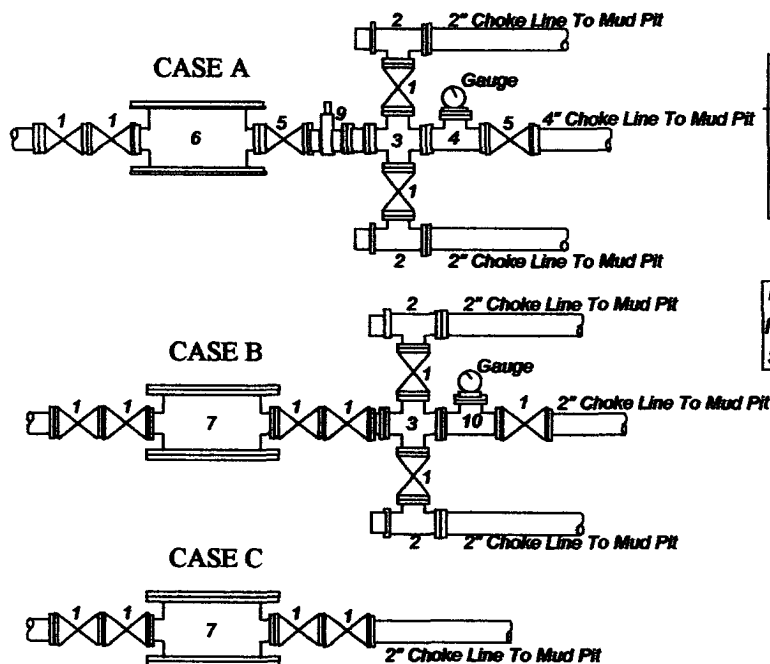 2" Choke Line To Mud Pit
2
CASE A
1
Gauge
1 1 6 5 9 3 4 5 4" Choke Line To Mud Pit
1
2 2" Choke Line To Mud Pit
2 2" Choke Line To Mud Pit
CASE B
1
Gauge
1 1 7 1 1 3 10 1 2" Choke Line To Mud Pit
1
2 2" Choke Line To Mud Pit
CASE C
1 1 7 1 1
2" Choke Line To Mud Pit